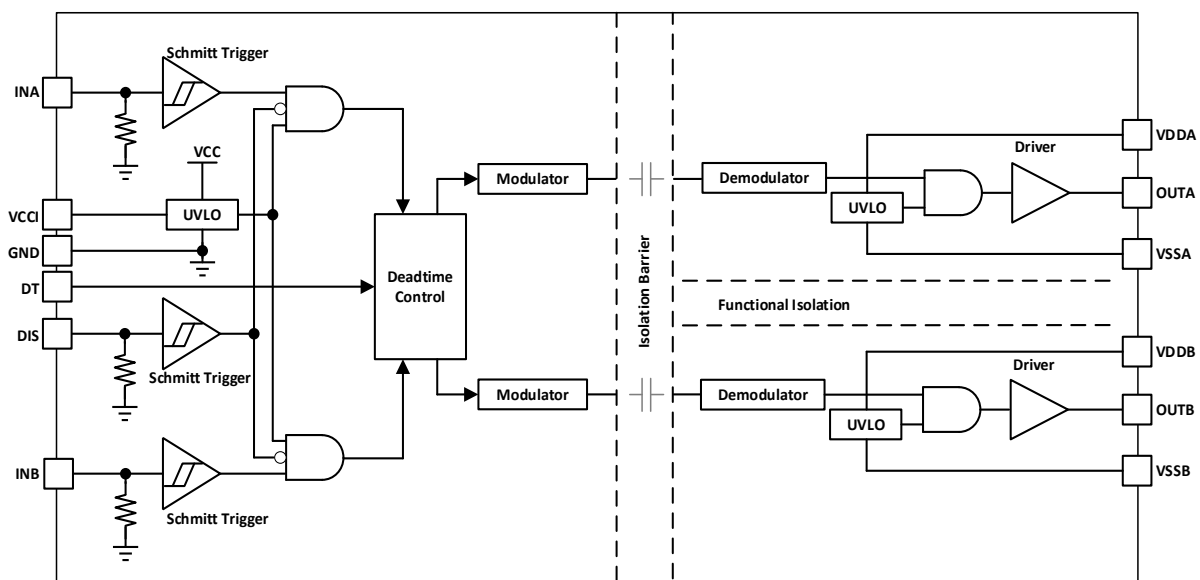 Schmitt Trigger
INA
VCC
VCCI
UVLO
GND
DT
DIS
Schmitt Trigger
INB
Schmitt Trigger
Deadtime
Control
Modulator
Modulator
Isolation Barrier
Demodulator
UVLO
Driver
VDDA
OUTA
VSSA
Functional Isolation
Demodulator
UVLO
Driver
VDDB
OUTB
VSSB